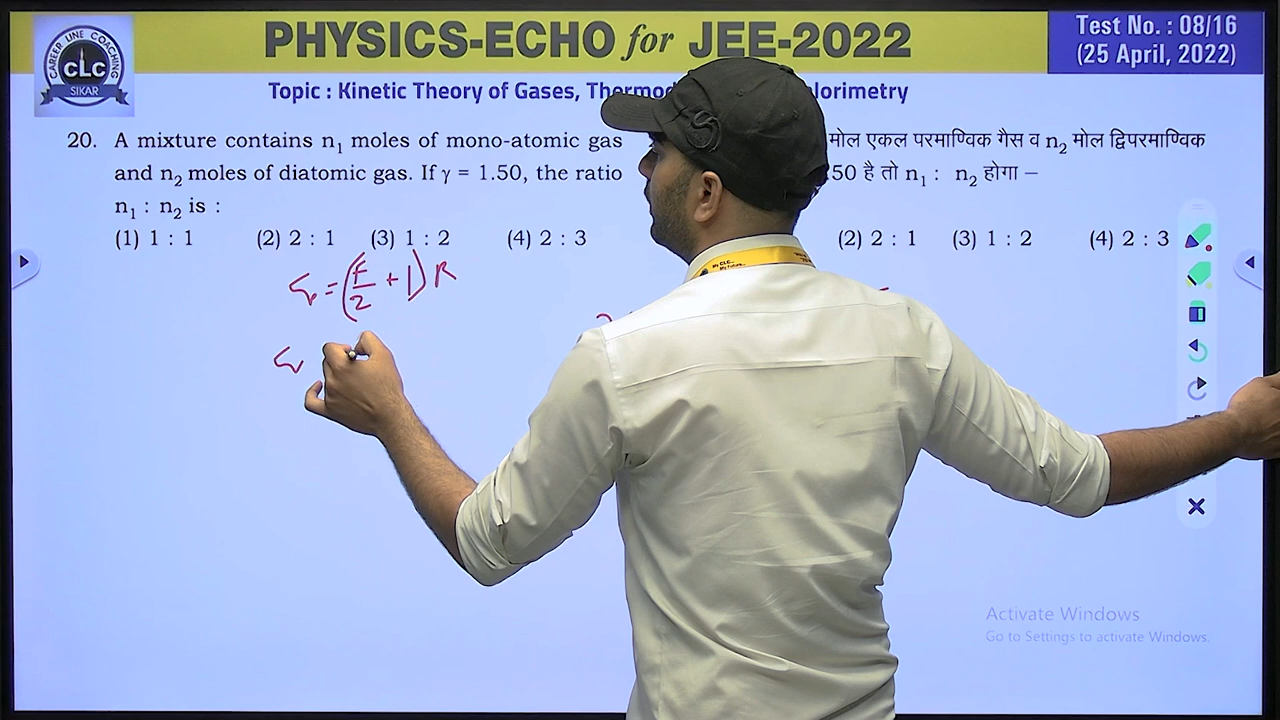 CAREER LINE COACHING
CLC
SIKAR
PHYSICS-ECHO for JEE-2022
Test No. : 08/16
(25 April, 2022)
Topic : Kinetic Theory of Gases, lorimetry
20. A mixture contains n₁ moles of mono-atomic gas
and n₂ moles of diatomic gas. If γ = 1.50, the ratio
n₁ : n₂ is :
(1) 1 : 1 (2) 2 : 1 (3) 1 : 2 (4) 2 : 3
मोल एकल परमाण्विक गैस व n₂ मोल द्विपरमाण्विक
50 है तो n₁ : n₂ होगा –
(2) 2 : 1 (3) 1 : 2 (4) 2 : 3
= (F/2 + 1) R
Activate Windows
Go to Settings to activate Windows.